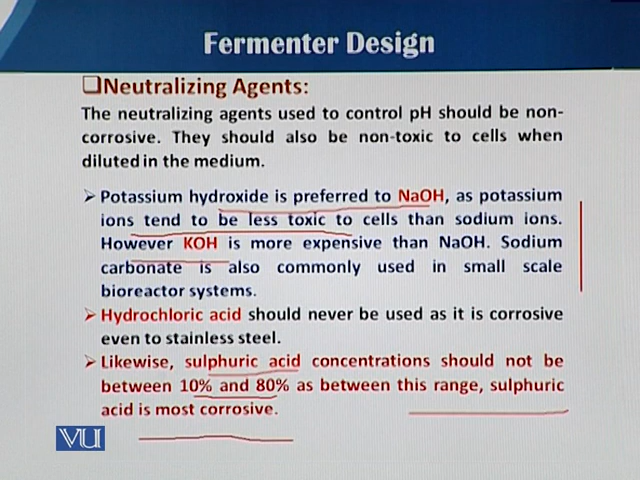 Fermenter Design
❑Neutralizing Agents:
The neutralizing agents used to control pH should be non-
corrosive. They should also be non-toxic to cells when
diluted in the medium.
➢ Potassium hydroxide is preferred to NaOH, as potassium
ions tend to be less toxic to cells than sodium ions.
However KOH is more expensive than NaOH. Sodium
carbonate is also commonly used in small scale
bioreactor systems.
➢ Hydrochloric acid should never be used as it is corrosive
even to stainless steel.
➢ Likewise, sulphuric acid concentrations should not be
between 10% and 80% as between this range, sulphuric
acid is most corrosive.
VU